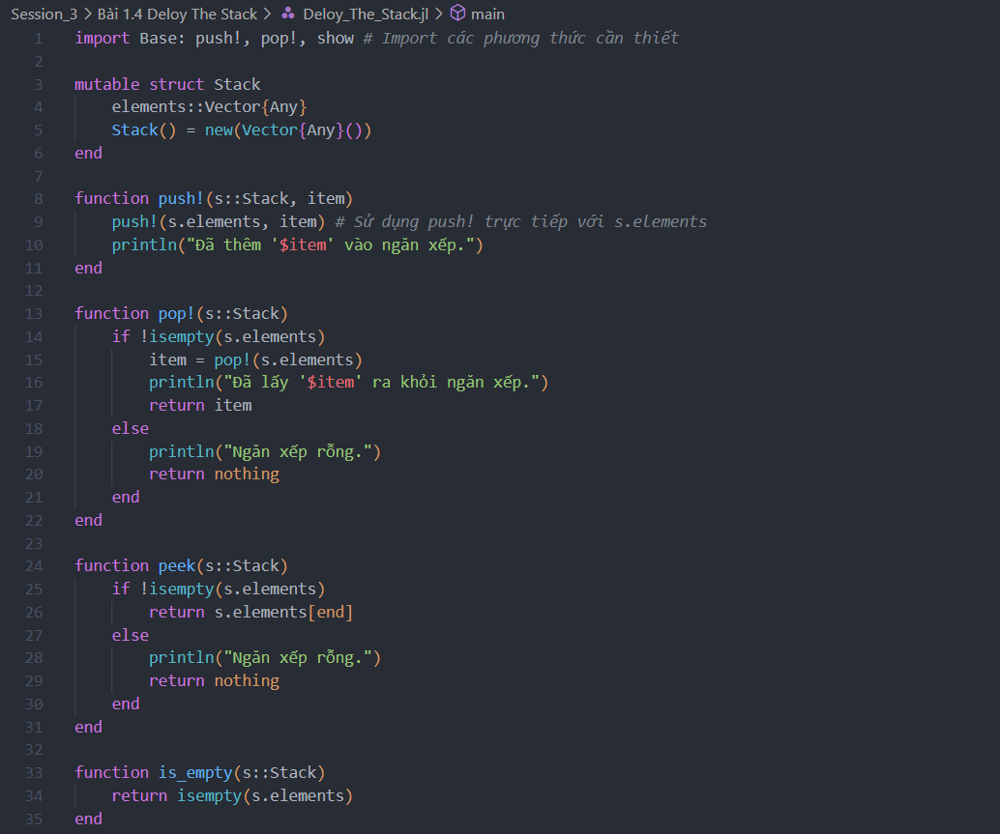 Session_3 > Bài 1.4 Deloy The Stack > Deloy_The_Stack.jl > main
1 import Base: push!, pop!, show # Import các phương thức cần thiết
2
3 mutable struct Stack
4     elements::Vector{Any}
5     Stack() = new(Vector{Any}())
6 end
7
8 function push!(s::Stack, item)
9     push!(s.elements, item) # Sử dụng push! trực tiếp với s.elements
10     println("Đã thêm '$item' vào ngăn xếp.")
11 end
12
13 function pop!(s::Stack)
14     if !isempty(s.elements)
15         item = pop!(s.elements)
16         println("Đã lấy '$item' ra khỏi ngăn xếp.")
17         return item
18     else
19         println("Ngăn xếp rỗng.")
20         return nothing
21     end
22 end
23
24 function peek(s::Stack)
25     if !isempty(s.elements)
26         return s.elements[end]
27     else
28         println("Ngăn xếp rỗng.")
29         return nothing
30     end
31 end
32
33 function is_empty(s::Stack)
34     return isempty(s.elements)
35 end